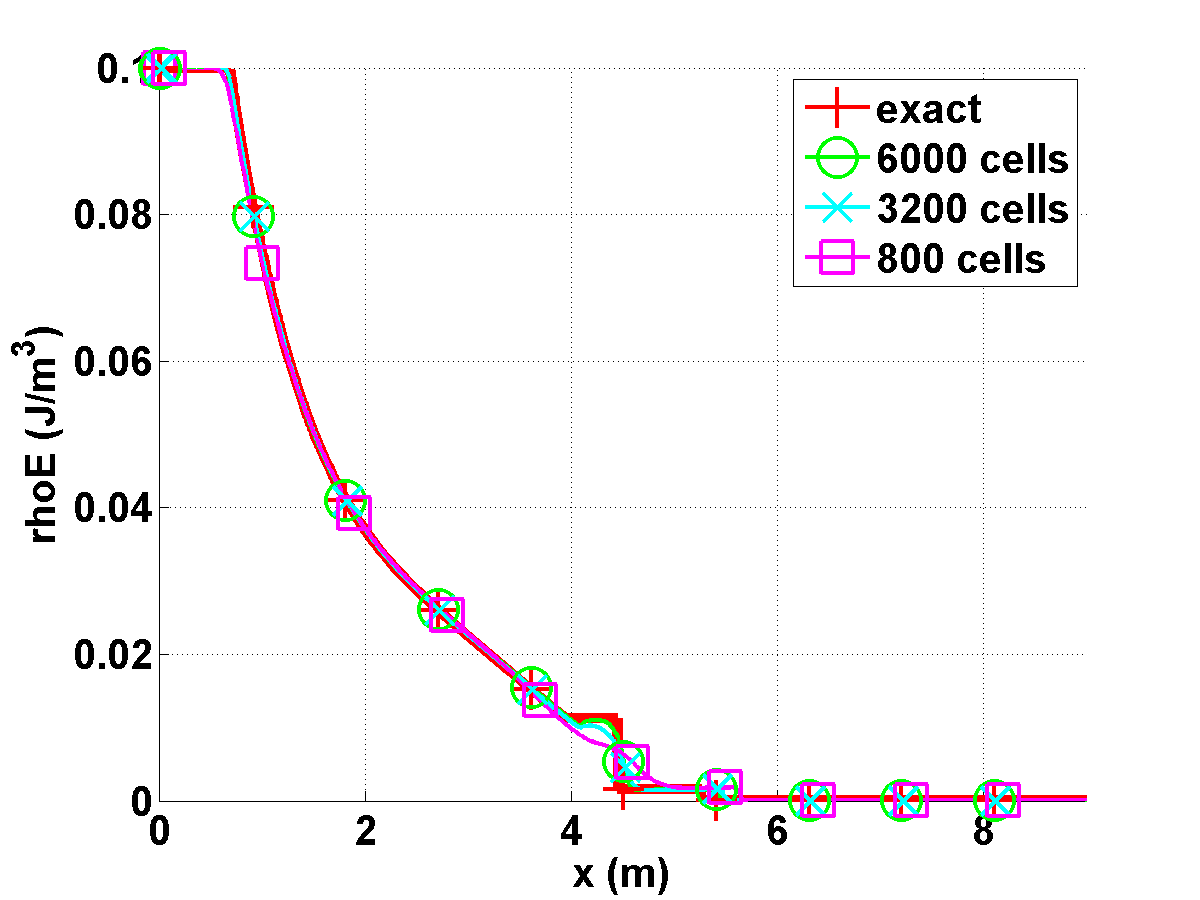 0.1
0.08
0.06
0.04
0.02
0
rhoE (J/m³)
0 2 4 6 8
x (m)
exact
6000 cells
3200 cells
800 cells